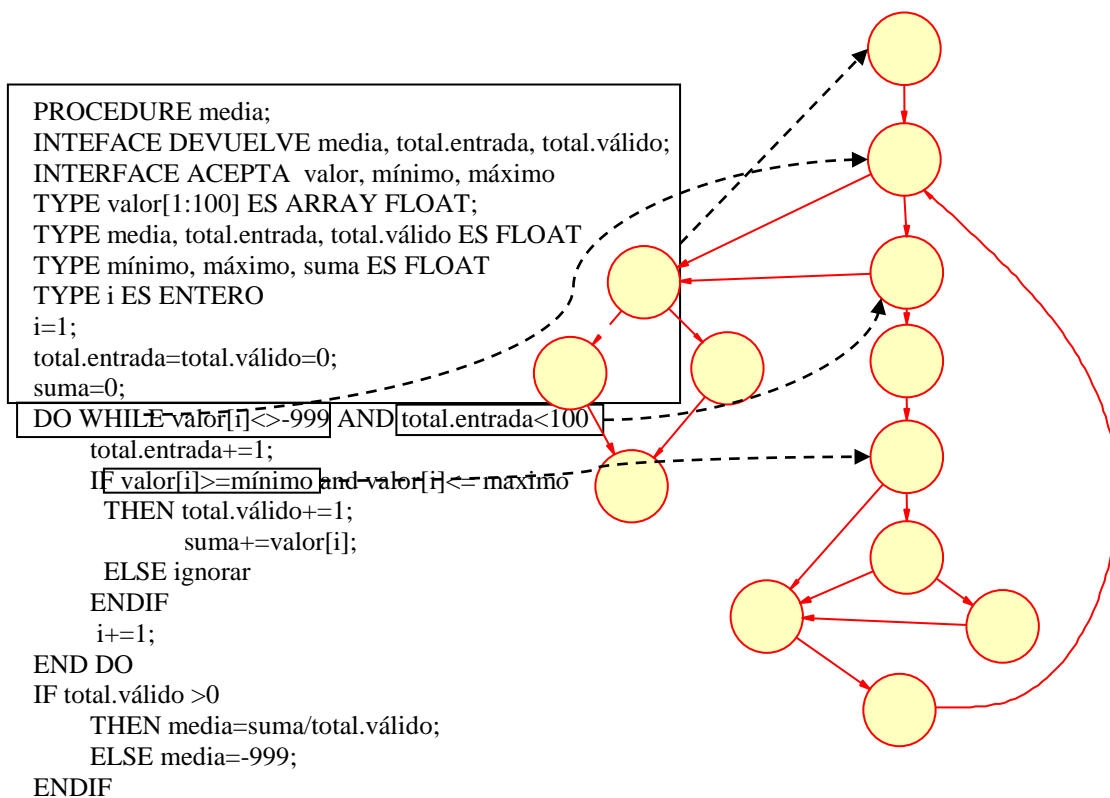 PROCEDURE media;
INTEFACE DEVUELVE media, total.entrada, total.válido;
INTERFACE ACEPTA valor, mínimo, máximo
TYPE valor[1:100] ES ARRAY FLOAT;
TYPE media, total.entrada, total.válido ES FLOAT
TYPE mínimo, máximo, suma ES FLOAT
TYPE i ES ENTERO
i=1;
total.entrada=total.válido=0;
suma=0;
DO WHILE valor[i]<>-999 AND total.entrada<100
total.entrada+=1;
IF valor[i]>=mínimo and valor[i]<= maximo
THEN total.válido+=1;
suma+=valor[i];
ELSE ignorar
ENDIF
i+=1;
END DO
IF total.válido >0
THEN media=suma/total.válido;
ELSE media=-999;
ENDIF